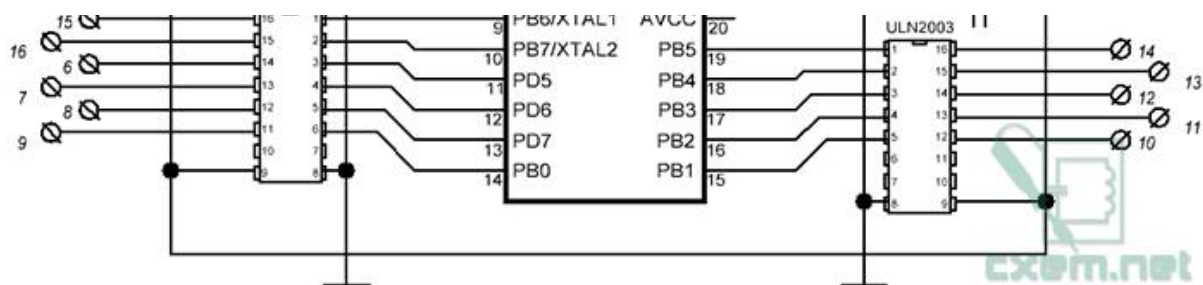 15 16 1 9 PB6/XTAL1 AVCC 20 ULN2003
16 15 2 10 PB7/XTAL2 PB5 19 1 16 14
6 14 3 11 PD5 PB4 18 2 15 13
7 13 4 12 PD6 PB3 17 3 14 12
8 12 5 13 PD7 PB2 16 4 13 11
9 11 6 14 PB0 PB1 15 5 12 10
10 7 6 11
9 8 7 10
8 9
cxem.net